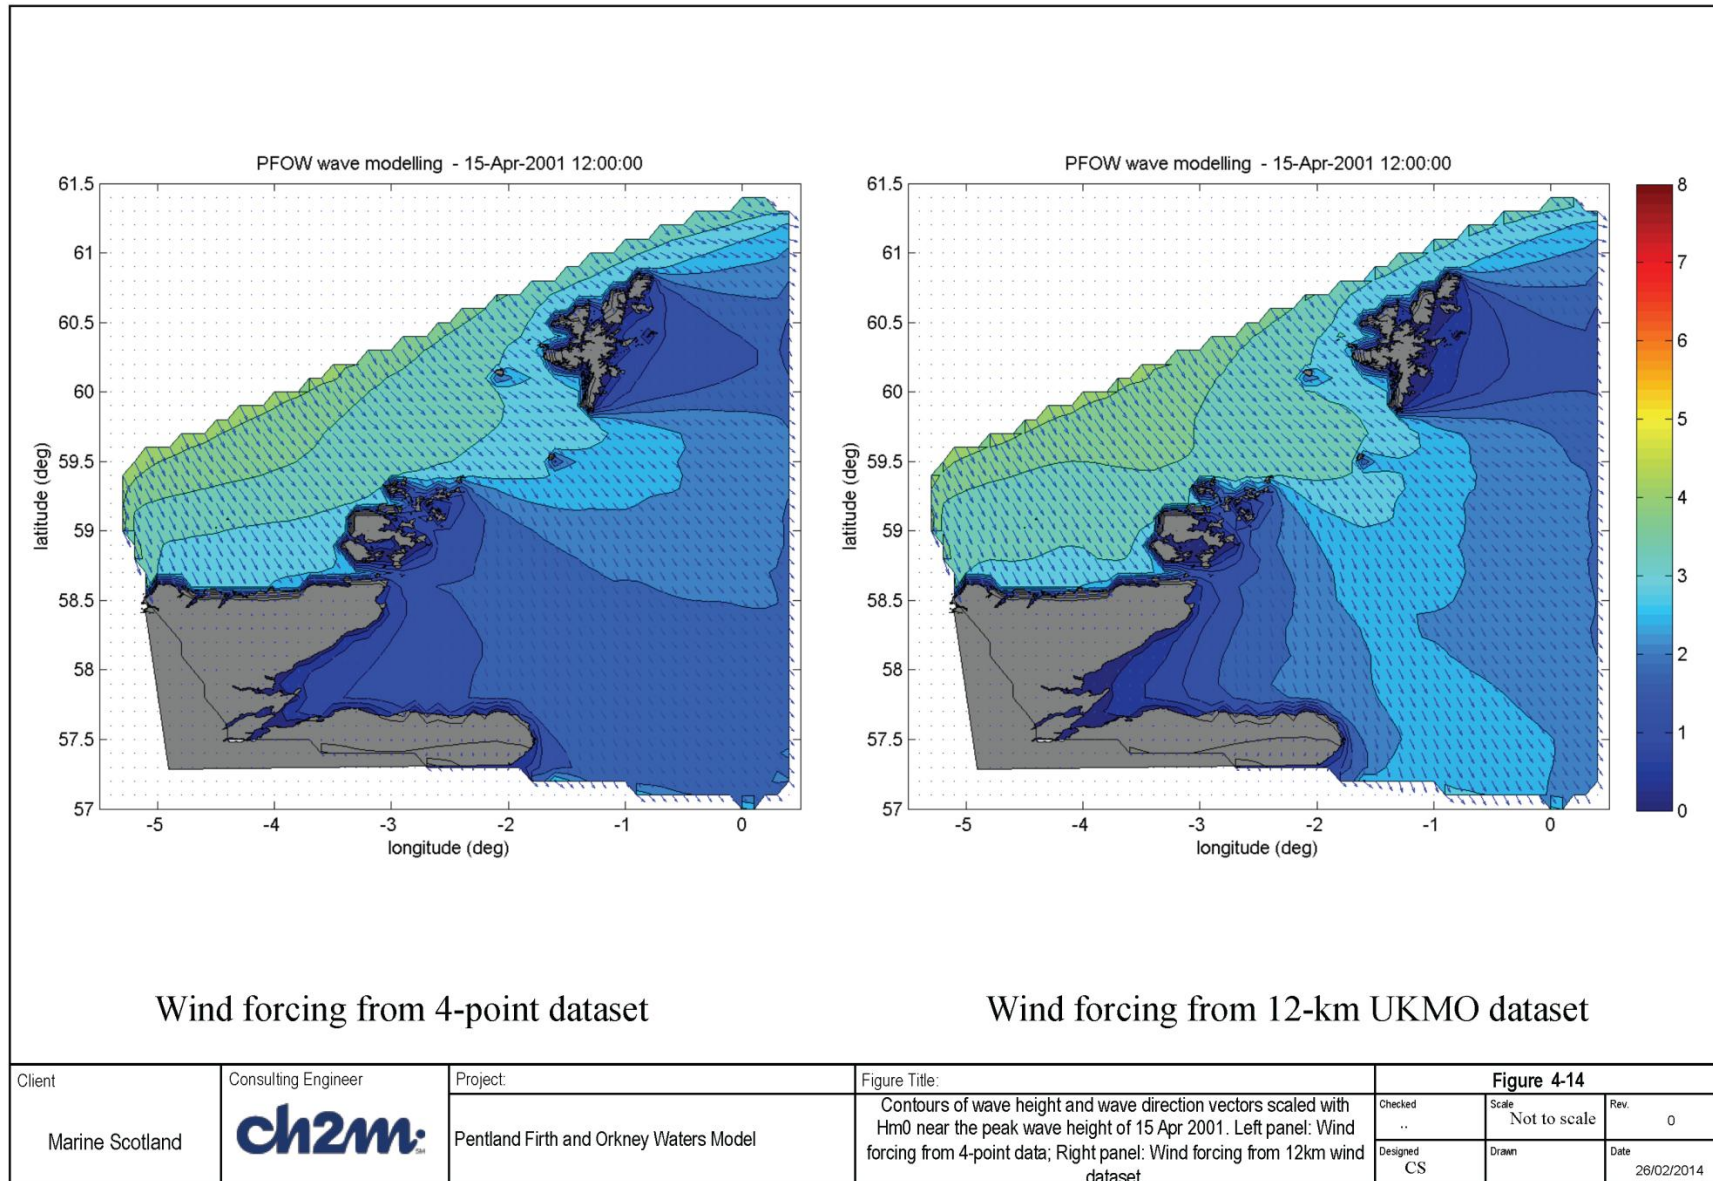 PFOW wave modelling - 15-Apr-2001 12:00:00
61.5
61
60.5
60
59.5
59
58.5
58
57.5
57
latitude (deg)
-5
-4
-3
-2
-1
0
longitude (deg)
PFOW wave modelling - 15-Apr-2001 12:00:00
61.5
61
60.5
60
59.5
59
58.5
58
57.5
57
latitude (deg)
-5
-4
-3
-2
-1
0
longitude (deg)
8
7
6
5
4
3
2
1
0
Wind forcing from 4-point dataset
Wind forcing from 12-km UKMO dataset
Client
Marine Scotland
Consulting Engineer
ch2m:
SM
Project:
Pentland Firth and Orkney Waters Model
Figure Title:
Contours of wave height and wave direction vectors scaled with
Hm0 near the peak wave height of 15 Apr 2001. Left panel: Wind
forcing from 4-point data; Right panel: Wind forcing from 12km wind
dataset
Figure 4-14
Checked
..
Scale
Not to scale
Rev.
0
Designed
CS
Drawn
Date
26/02/2014